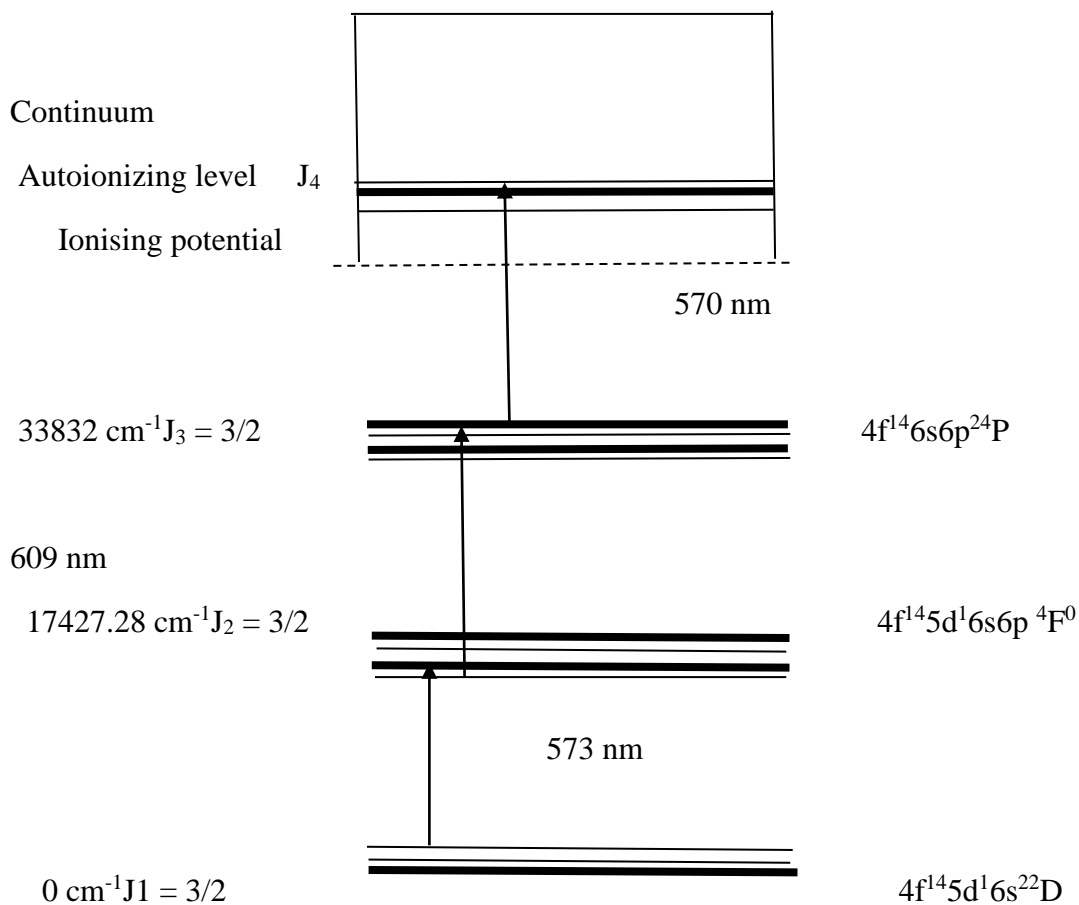 Continuum
Autoionizing level J₄
Ionising potential
570 nm
33832 cm⁻¹J₃ = 3/2 4f¹⁴6s6p²⁴P
609 nm
17427.28 cm⁻¹J₂ = 3/2 4f¹⁴5d¹6s6p ⁴F⁰
573 nm
0 cm⁻¹J1 = 3/2 4f¹⁴5d¹6s²²D